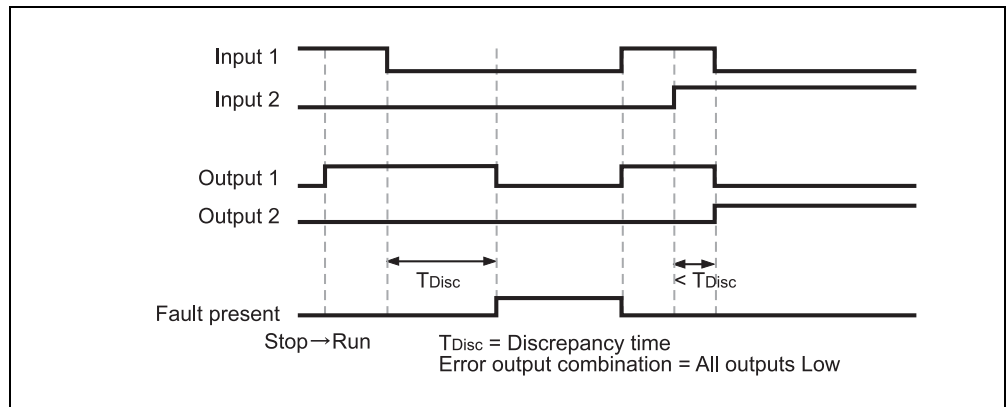 Input 1
Input 2
Output 1
Output 2
TDisc
< TDisc
Fault present
Stop→Run
TDisc = Discrepancy time
Error output combination = All outputs Low